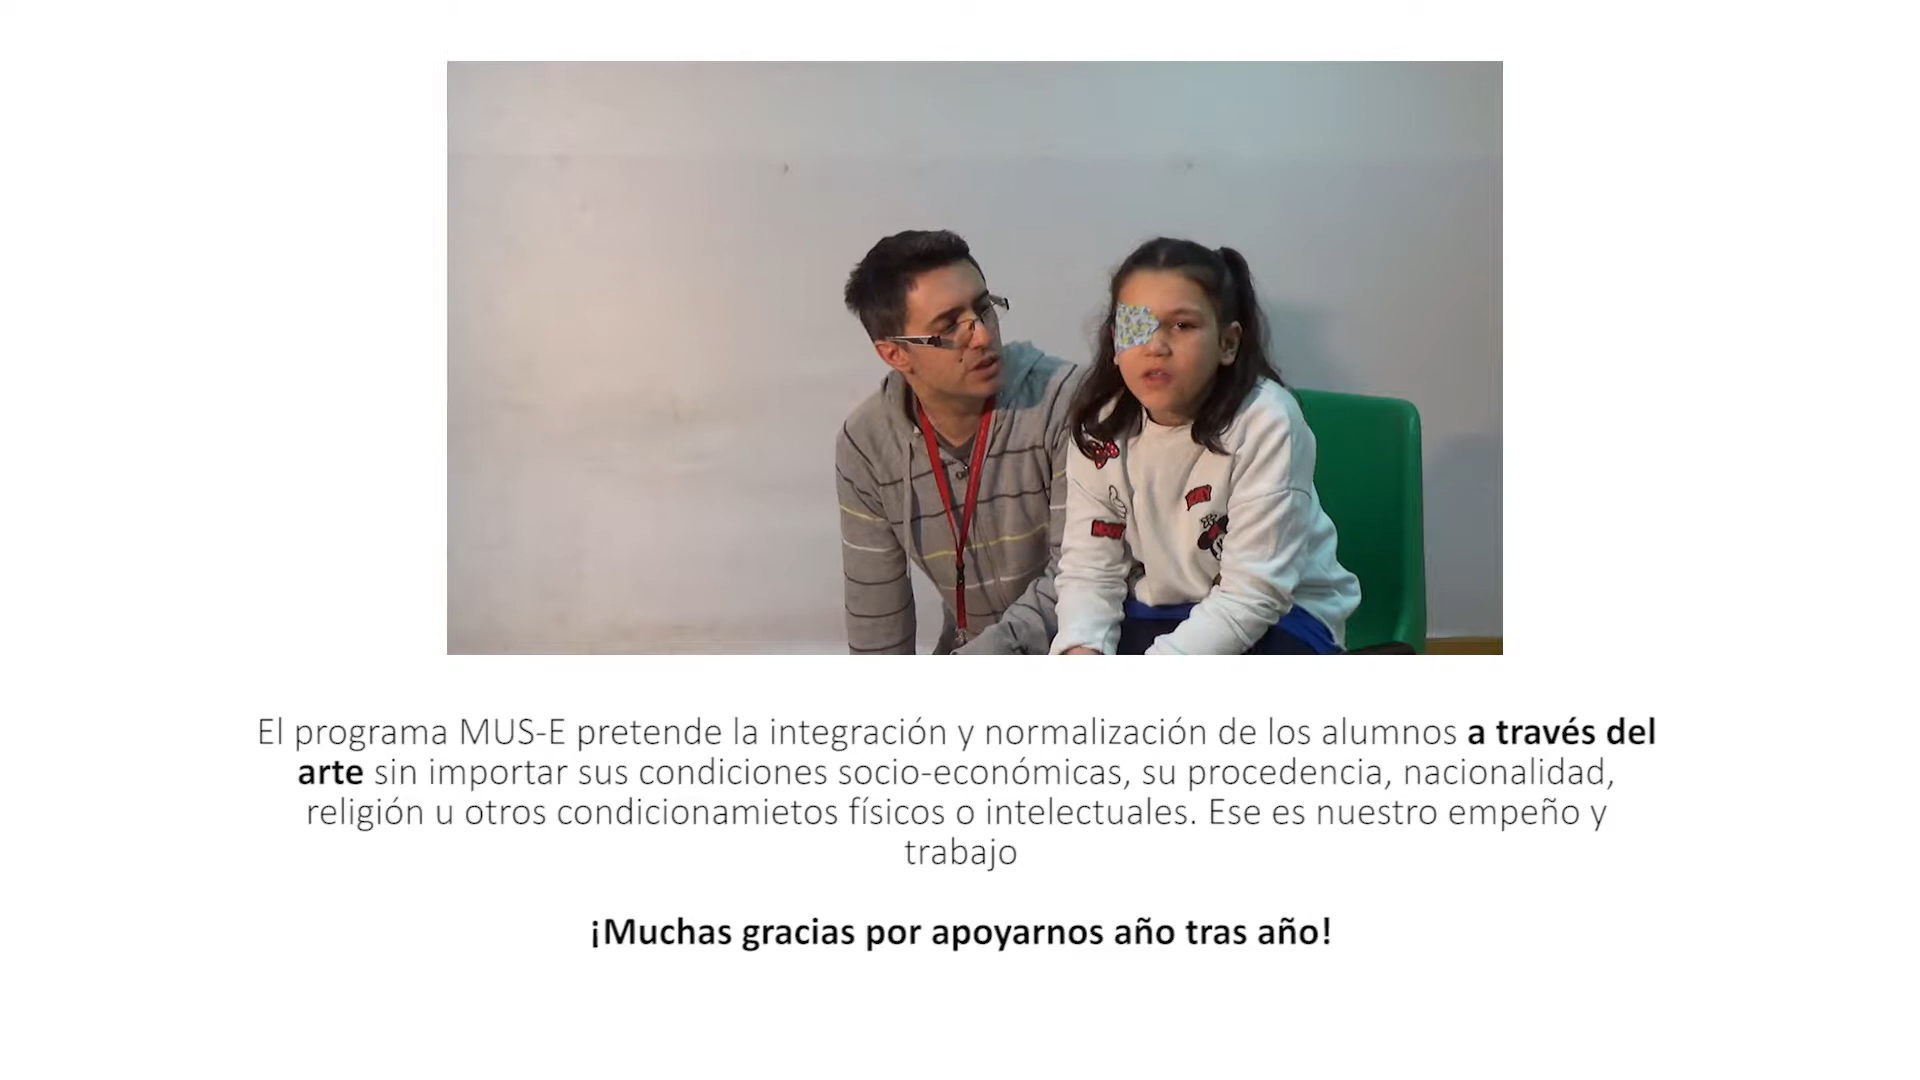 El programa MUS-E pretende la integración y normalización de los alumnos a través del
arte sin importar sus condiciones socio-económicas, su procedencia, nacionalidad,
religión u otros condicionamietos físicos o intelectuales. Ese es nuestro empeño y
trabajo
¡Muchas gracias por apoyarnos año tras año!